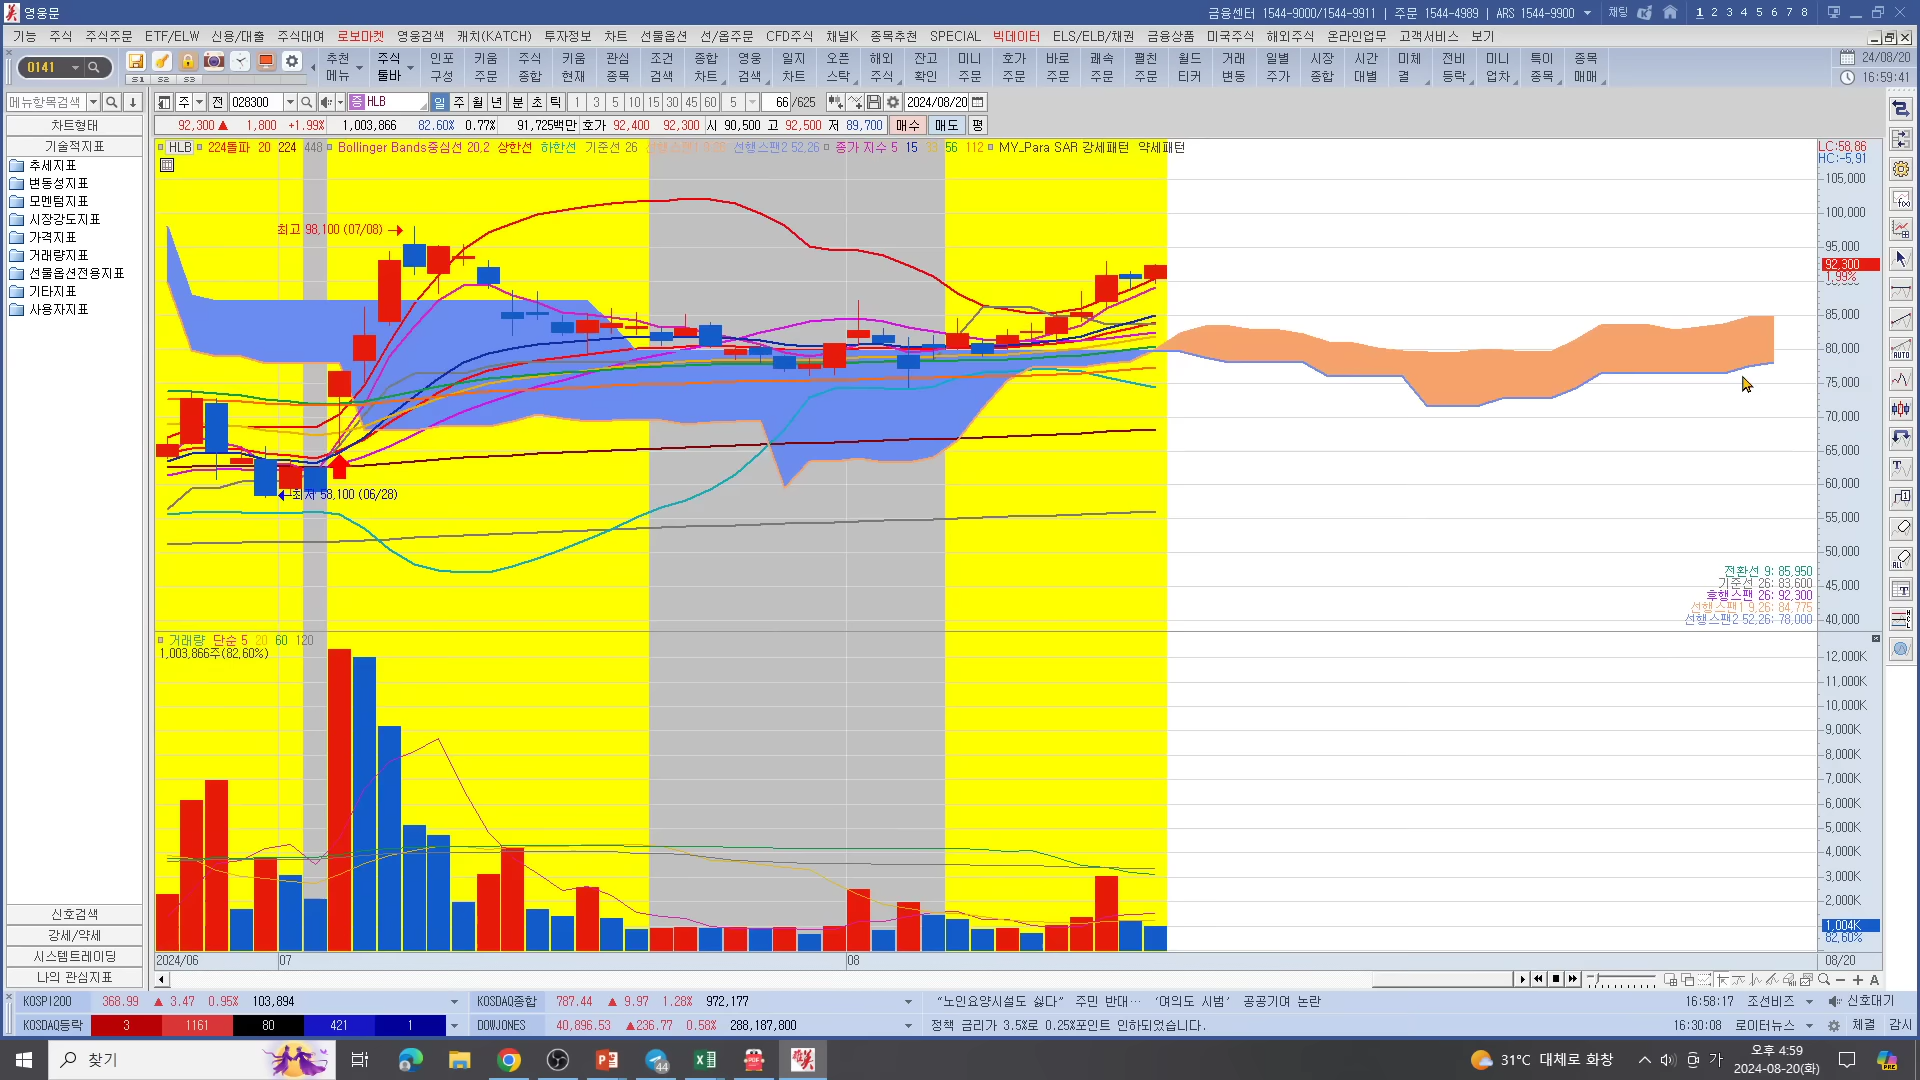 영웅문
금융센터 1544-9000/1544-9911 | 주문 1544-4989 | ARS 1544-9900 채팅 1 2 3 4 5 6 7 8
기능 주식 주식주문 ETF/ELW 신용/대출 주식대여 로보마켓 영웅검색 캐치(KATCH) 투자정보 차트 선물옵션 선/옵주문 CFD주식 채널K 종목추천 SPECIAL 빅데이터 ELS/ELB/채권 금융상품 미국주식 해외주식 온라인업무 고객서비스 보기
0141 S1 S2 S3
추천 주식 인포 키움 주식 키움 관심 조건 종합 영웅 일지 오픈 해외 잔고 미니 호가 바로 쾌속 펼친 월드 거래 일별 시장 시간 미체 전비 미니 특이 종목
메뉴 툴바 구성 주문 종합 현재 종목 검색 차트 검색 차트 스탁 주식 확인 주문 주문 주문 주문 주문 티커 변동 주가 종합 대별 결 등락 업차 종목 매매
24/08/20
16:59:41
메뉴항목검색 주 전 028300 증 HLB 일 주 월 년 분 초 틱 1 3 5 10 15 30 45 60 5 66 /625 2024/08/20
차트형태
기술적지표
추세지표
변동성지표
모멘텀지표
시장강도지표
가격지표
거래량지표
선물옵션전용지표
기타지표
사용자지표
신호검색
강세/약세
시스템트레이딩
나의 관심지표
92,300 ▲ 1,800 +1.99% 1,003,866 82.60% 0.77% 91,725백만 호가 92,400 92,300 시 90,500 고 92,500 저 89,700 매수 매도 평
HLB 224돌파 20 224 448 Bollinger Bands중심선 20,2 상한선 하한선 기준선 26 선행스팬2 52,26 종가 지수 5 15 33 56 112 MY_Para SAR 강세패턴 약세패턴
LC:58,86
HC:-5,91
최고 98,100 (07/08) →
←최저 58,100 (06/28)
105,000
100,000
95,000
92,300
1.99%
85,000
80,000
75,000
70,000
65,000
60,000
55,000
50,000
45,000
40,000
전환선 9: 85,950
기준선 26: 83,600
후행스팬 26: 92,300
선행스팬1 9,26: 84,775
선행스팬2 52,26: 78,000
거래량 단순 5 20 60 120
1,003,866주(82,60%)
12,000K
11,000K
10,000K
9,000K
8,000K
7,000K
6,000K
5,000K
4,000K
3,000K
2,000K
1,004K
82,60%
2024/06 07 08 08/20
AUTO
ALL
KOSPI200 368.99 ▲ 3.47 0.95% 103,894 KOSDAQ종합 787.44 ▲ 9.97 1.28% 972,177 “노인요양시설도 싫다” 주민 반대… ‘여의도 시범’ 공공기여 논란 16:58:17 조선비즈 신호대기
KOSDAQ등락 3 1161 80 421 1 DOWJONES 40,896.53 ▲236.77 0.58% 288,187,800 정책 금리가 3.5%로 0.25%포인트 인하되었습니다. 16:30:08 로이터뉴스 체결 감시
찾기 44 31°C 대체로 화창 가 오후 4:59
2024-08-20(화)